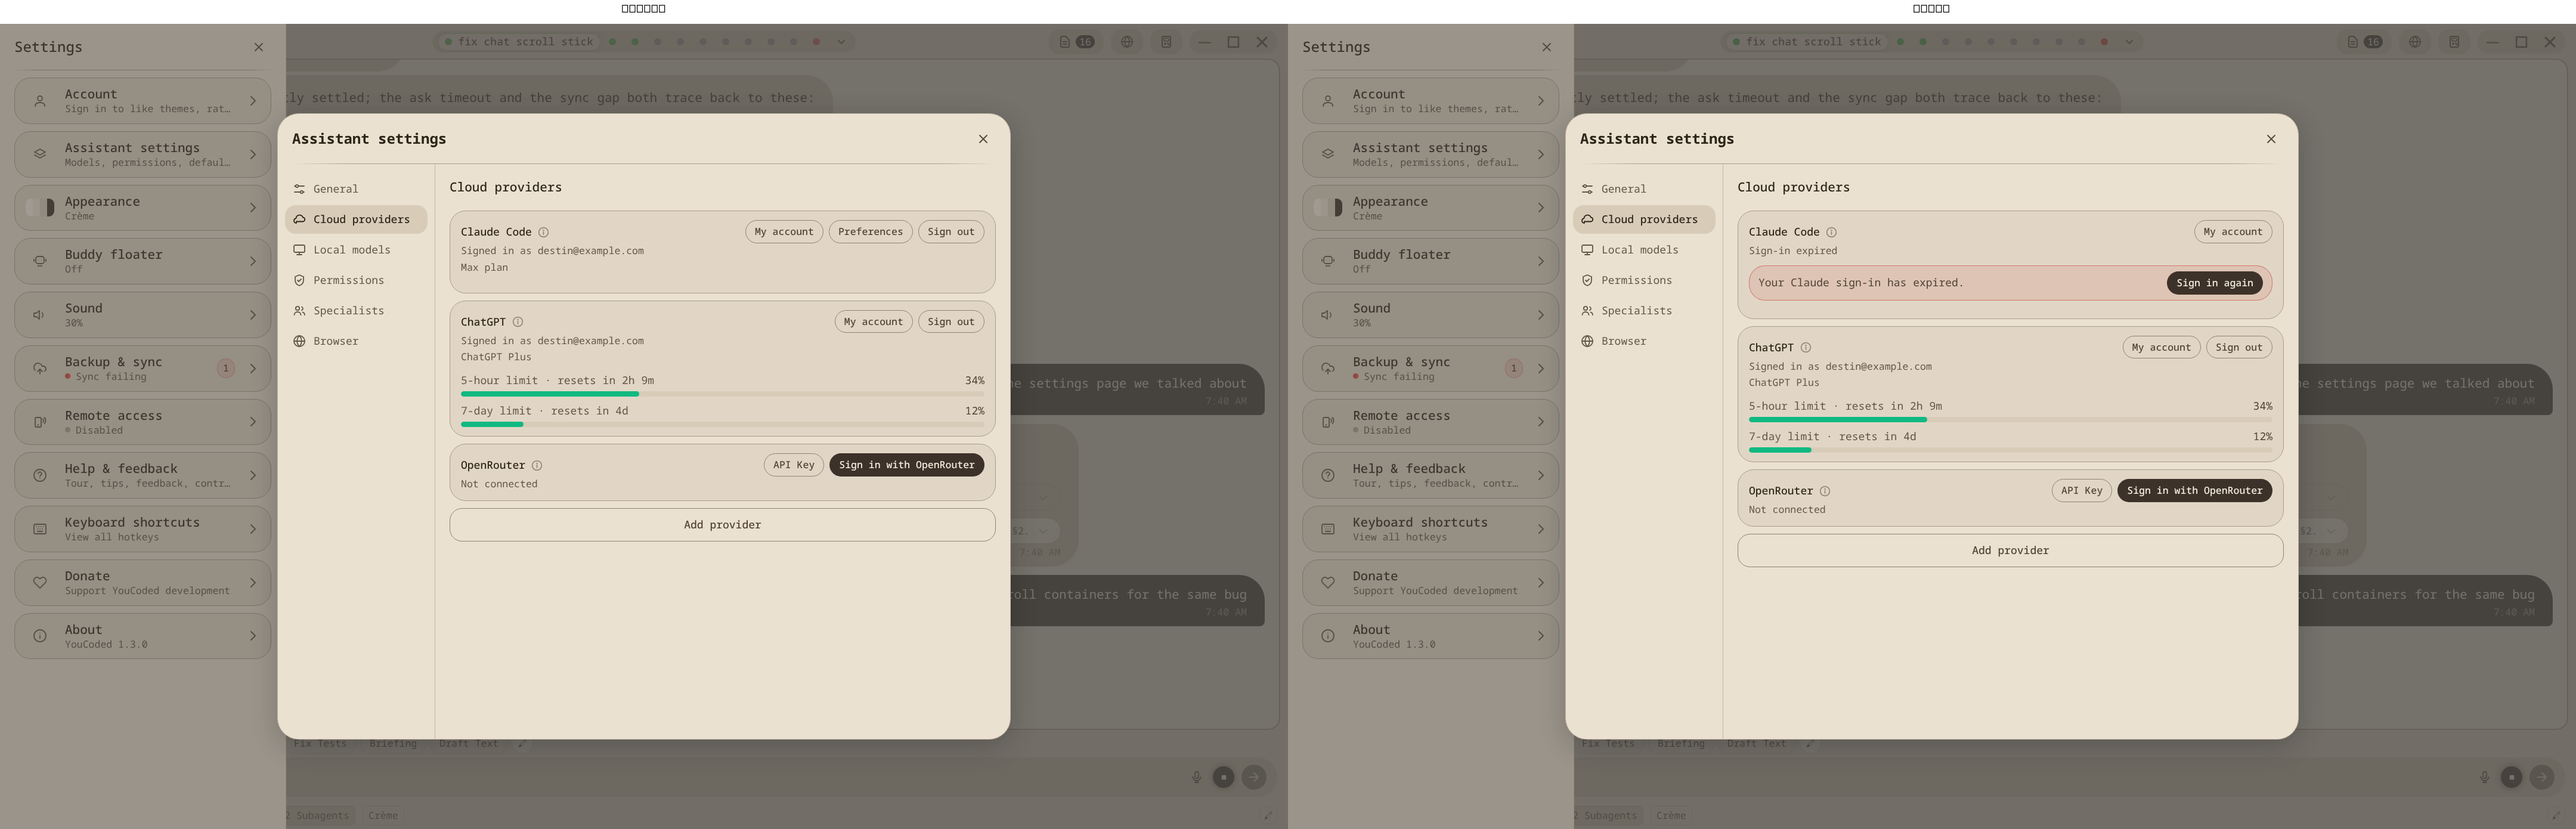 Settings
Account
Sign in to like themes, rat…
Assistant settings
Models, permissions, defaul…
Appearance
Crème
Buddy floater
Off
Sound
30%
Backup & sync
Sync failing
1
Remote access
Disabled
Help & feedback
Tour, tips, feedback, contr…
Keyboard shortcuts
View all hotkeys
Donate
Support YouCoded development
About
YouCoded 1.3.0
fix chat scroll stick
16
tly settled; the ask timeout and the sync gap both trace back to these:
Assistant settings
General
Cloud providers
Local models
Permissions
Specialists
Browser
Cloud providers
Claude Code
My account
Preferences
Sign out
Signed in as destin@example.com
Max plan
ChatGPT
My account
Sign out
Signed in as destin@example.com
ChatGPT Plus
5-hour limit · resets in 2h 9m
34%
7-day limit · resets in 4d
12%
OpenRouter
API Key
Sign in with OpenRouter
Not connected
Add provider
he settings page we talked about
7:40 AM
52.
7:40 AM
roll containers for the same bug
7:40 AM
Fix Tests
Briefing
Draft Text
2 Subagents
Crème
Settings
Account
Sign in to like themes, rat…
Assistant settings
Models, permissions, defaul…
Appearance
Crème
Buddy floater
Off
Sound
30%
Backup & sync
Sync failing
1
Remote access
Disabled
Help & feedback
Tour, tips, feedback, contr…
Keyboard shortcuts
View all hotkeys
Donate
Support YouCoded development
About
YouCoded 1.3.0
fix chat scroll stick
16
tly settled; the ask timeout and the sync gap both trace back to these:
Assistant settings
General
Cloud providers
Local models
Permissions
Specialists
Browser
Cloud providers
Claude Code
My account
Sign-in expired
Your Claude sign-in has expired.
Sign in again
ChatGPT
My account
Sign out
Signed in as destin@example.com
ChatGPT Plus
5-hour limit · resets in 2h 9m
34%
7-day limit · resets in 4d
12%
OpenRouter
API Key
Sign in with OpenRouter
Not connected
Add provider
he settings page we talked about
7:40 AM
52.
7:40 AM
roll containers for the same bug
7:40 AM
Fix Tests
Briefing
Draft Text
2 Subagents
Crème